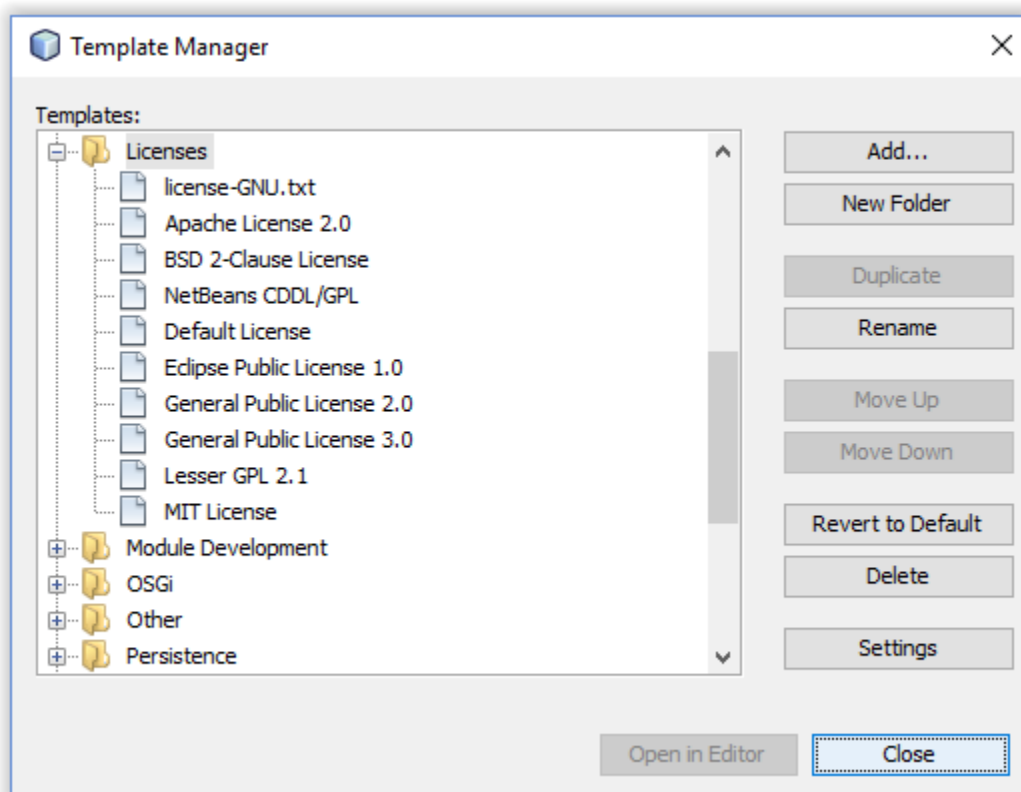 Template Manager
Templates:
Licenses
license-GNU.txt
Apache License 2.0
BSD 2-Clause License
NetBeans CDDL/GPL
Default License
Eclipse Public License 1.0
General Public License 2.0
General Public License 3.0
Lesser GPL 2.1
MIT License
Module Development
OSGi
Other
Persistence
Add...
New Folder
Duplicate
Rename
Move Up
Move Down
Revert to Default
Delete
Settings
Open in Editor
Close